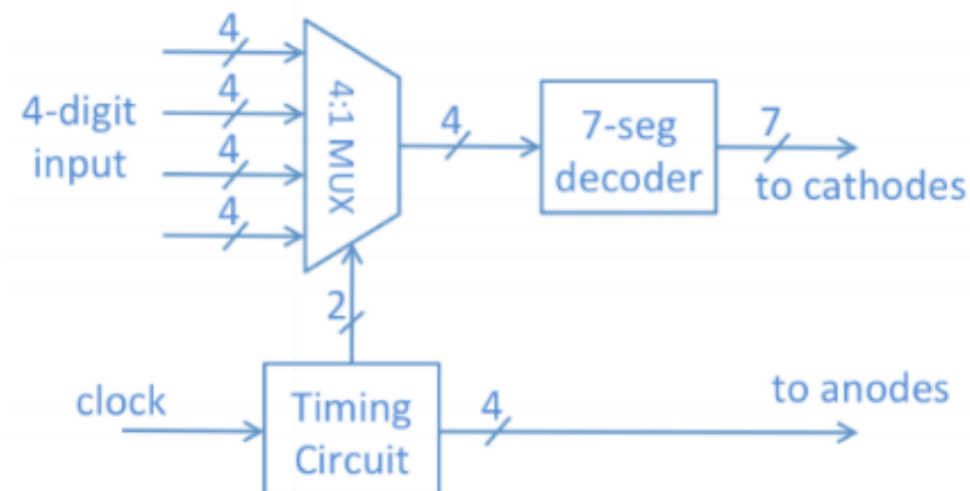 4
4
4-digit
input
4
4
4:1 MUX
4
7-seg
decoder
7
to cathodes
2
clock
Timing
Circuit
4
to anodes